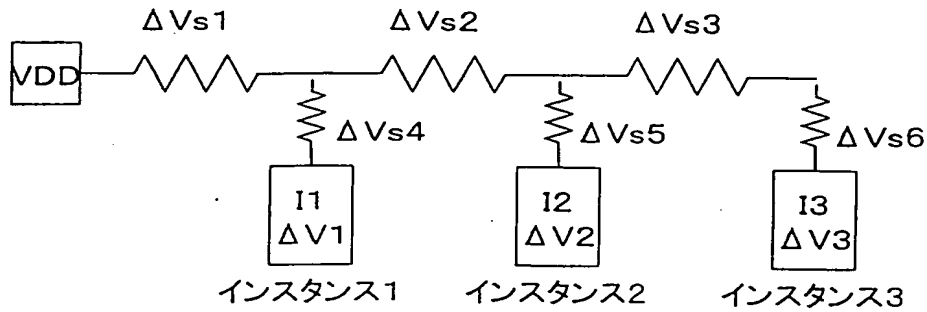 ΔVs1
ΔVs2
ΔVs3
VDD
ΔVs4
ΔVs5
ΔVs6
I1
ΔV1
I2
ΔV2
I3
ΔV3
インスタンス1
インスタンス2
インスタンス3